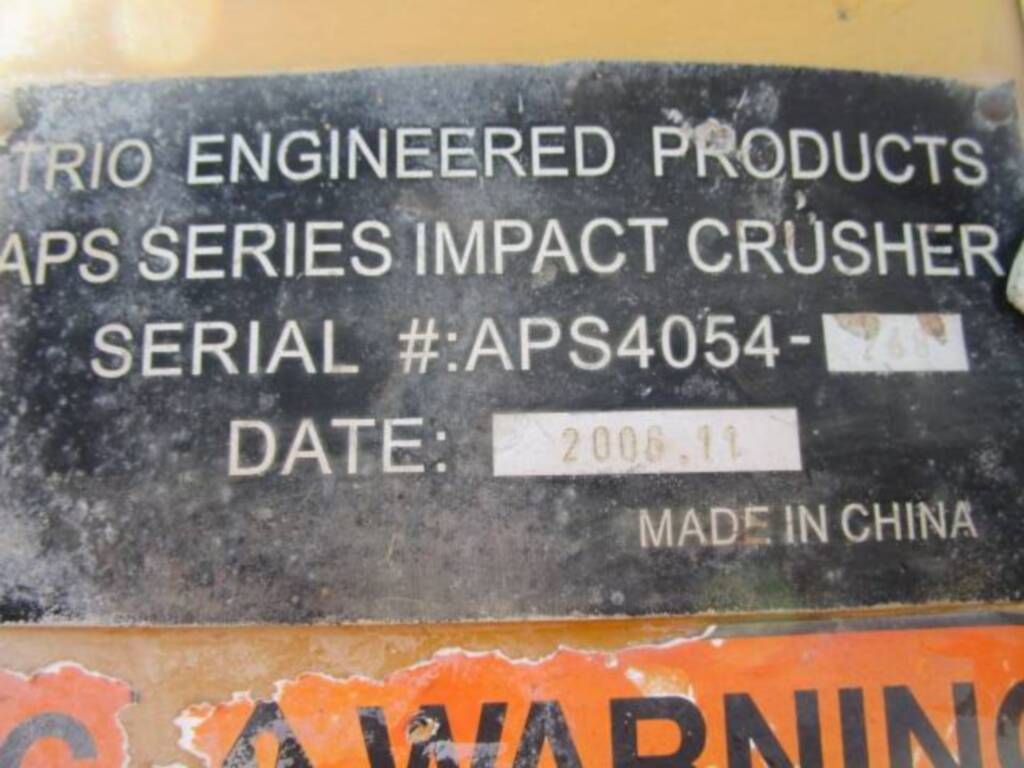 TRIO ENGINEERED PRODUCTS
APS SERIES IMPACT CRUSHER
SERIAL #:APS4054-
DATE: 2006.11
MADE IN CHINA
WARNING